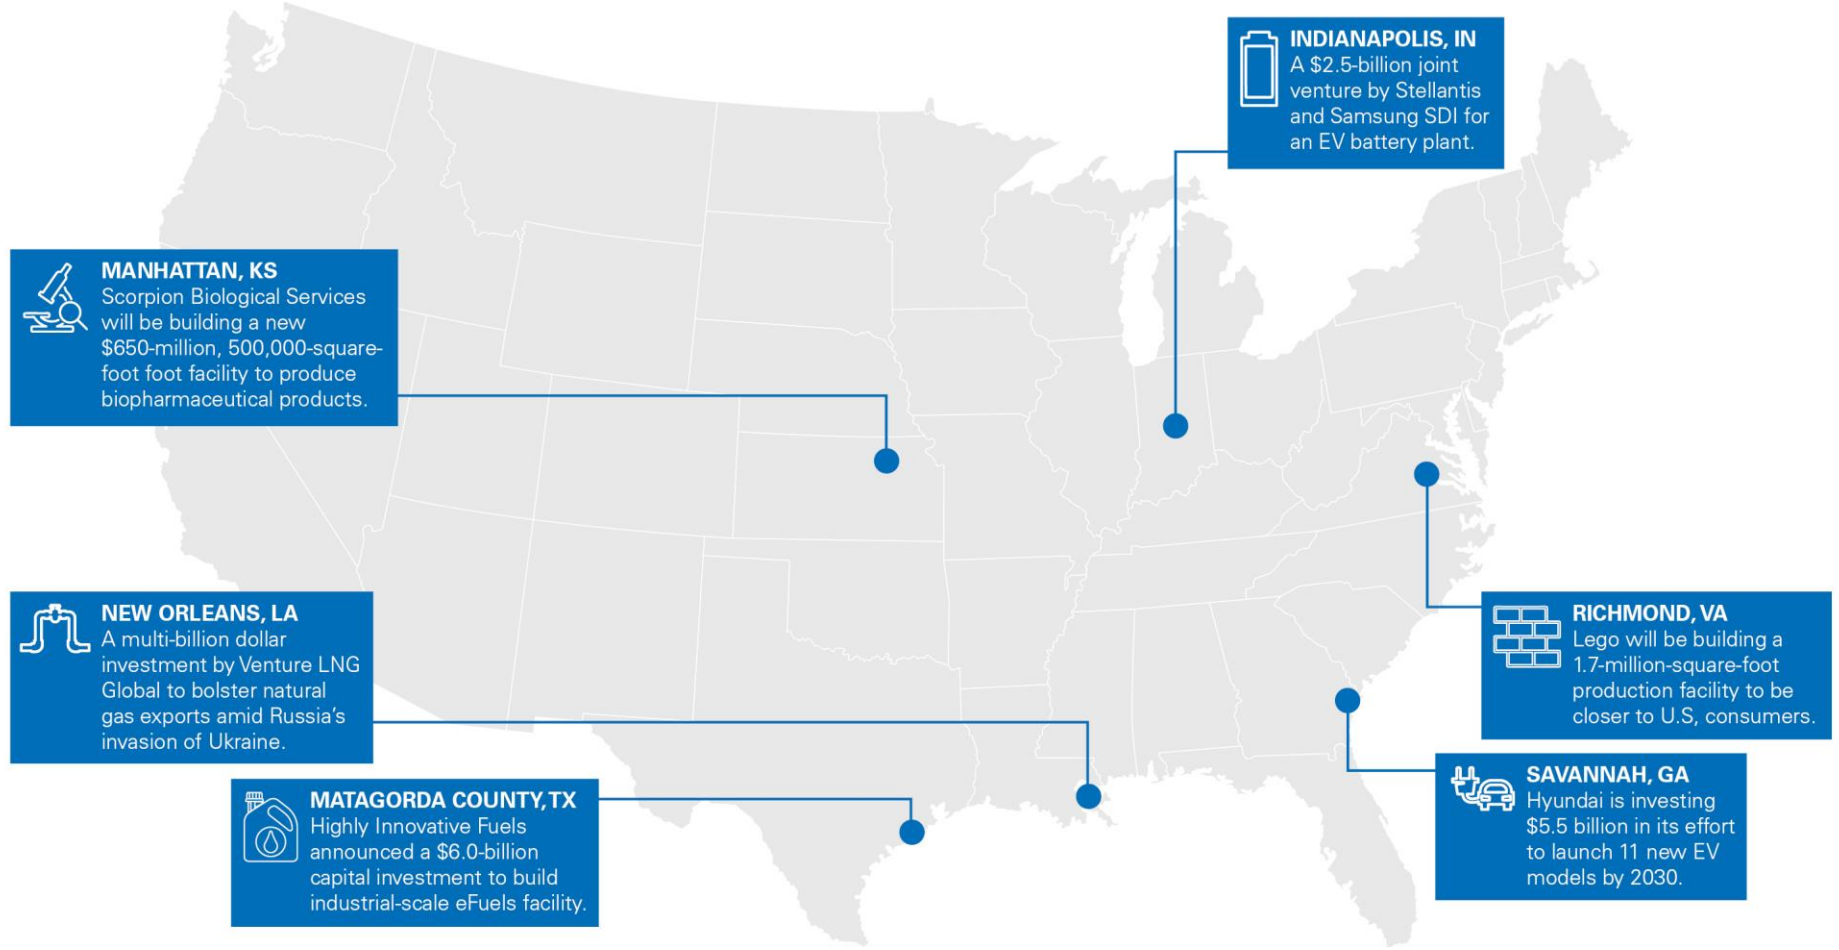 INDIANAPOLIS, IN
A $2.5-billion joint
venture by Stellantis
and Samsung SDI for
an EV battery plant.
MANHATTAN, KS
Scorpion Biological Services
will be building a new
$650-million, 500,000-square-
foot foot facility to produce
biopharmaceutical products.
NEW ORLEANS, LA
A multi-billion dollar
investment by Venture LNG
Global to bolster natural
gas exports amid Russia's
invasion of Ukraine.
RICHMOND, VA
Lego will be building a
1.7-million-square-foot
production facility to be
closer to U.S, consumers.
MATAGORDA COUNTY, TX
Highly Innovative Fuels
announced a $6.0-billion
capital investment to build
industrial-scale eFuels facility.
SAVANNAH, GA
Hyundai is investing
$5.5 billion in its effort
to launch 11 new EV
models by 2030.